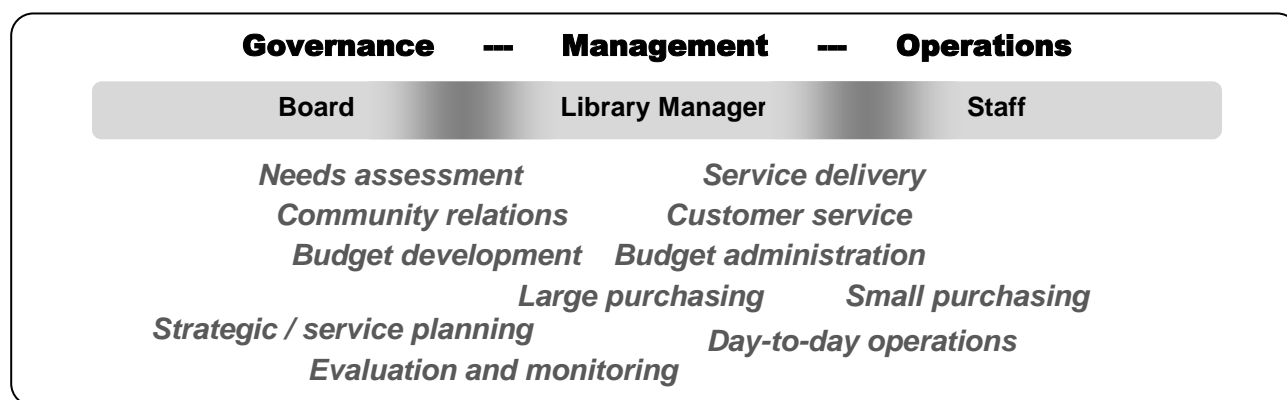 Governance --- Management --- Operations
Board Library Manager Staff
Needs assessment Service delivery
Community relations Customer service
Budget development Budget administration
Large purchasing Small purchasing
Strategic / service planning
Day-to-day operations
Evaluation and monitoring